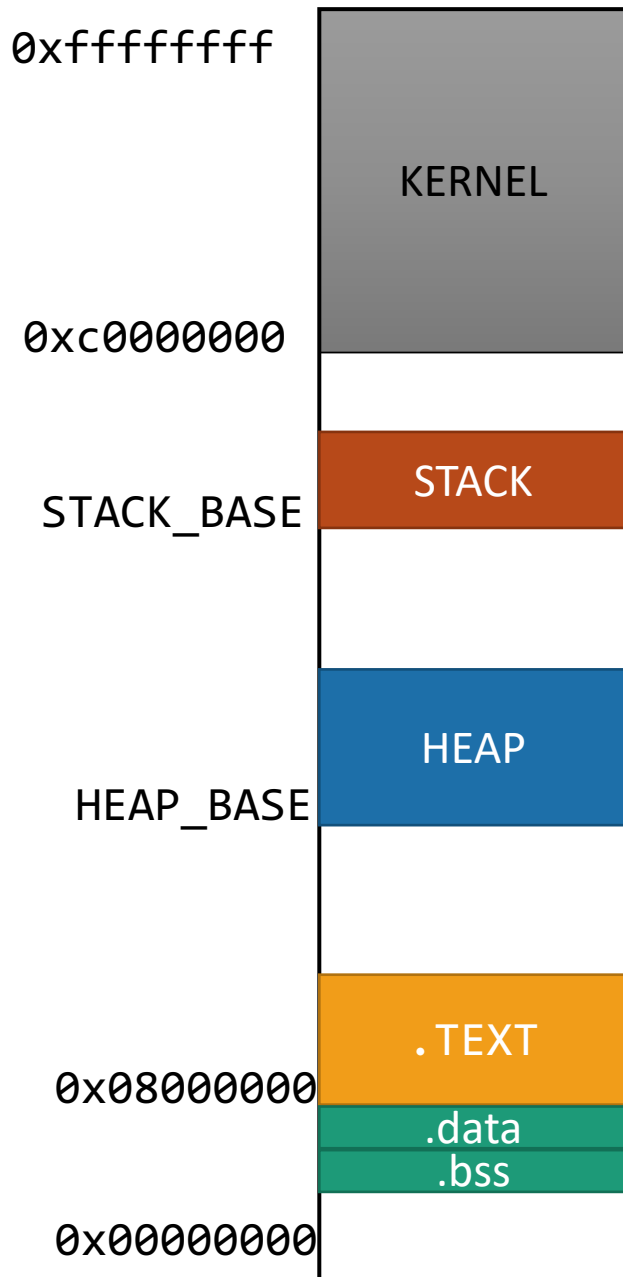 0xffffffff
KERNEL
0xc0000000
STACK
STACK_BASE
HEAP
HEAP_BASE
.TEXT
0x08000000
.data
.bss
0x00000000